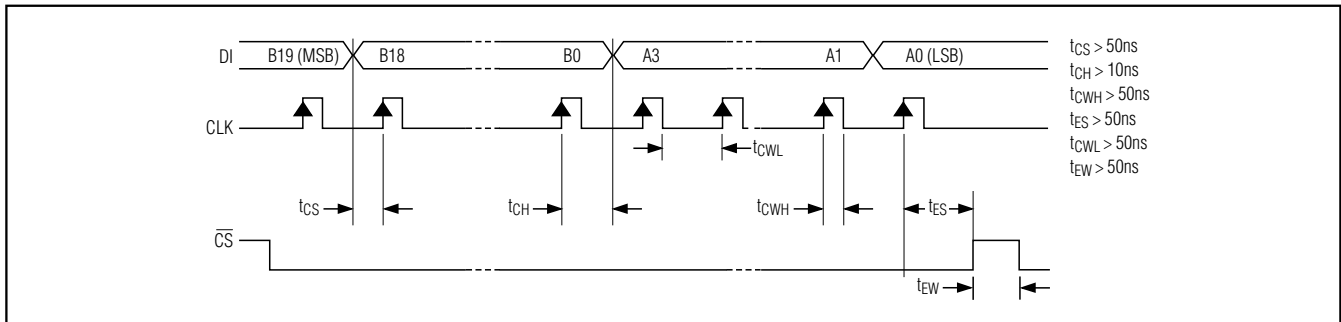 DI B19 (MSB) B18 B0 A3 A1 A0 (LSB)
CLK
tCWL
tCS tCH tCWH tES
CS
tEW
tCS > 50ns
tCH > 10ns
tCWH > 50ns
tES > 50ns
tCWL > 50ns
tEW > 50ns